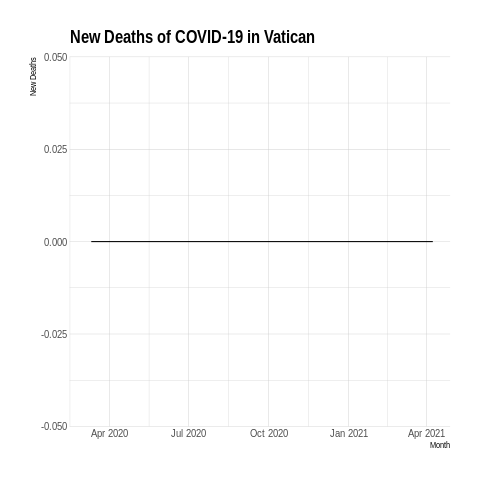 New Deaths of COVID-19 in Vatican
New Deaths
0.050
0.025
0.000
-0.025
-0.050
Apr 2020 Jul 2020 Oct 2020 Jan 2021 Apr 2021
Month